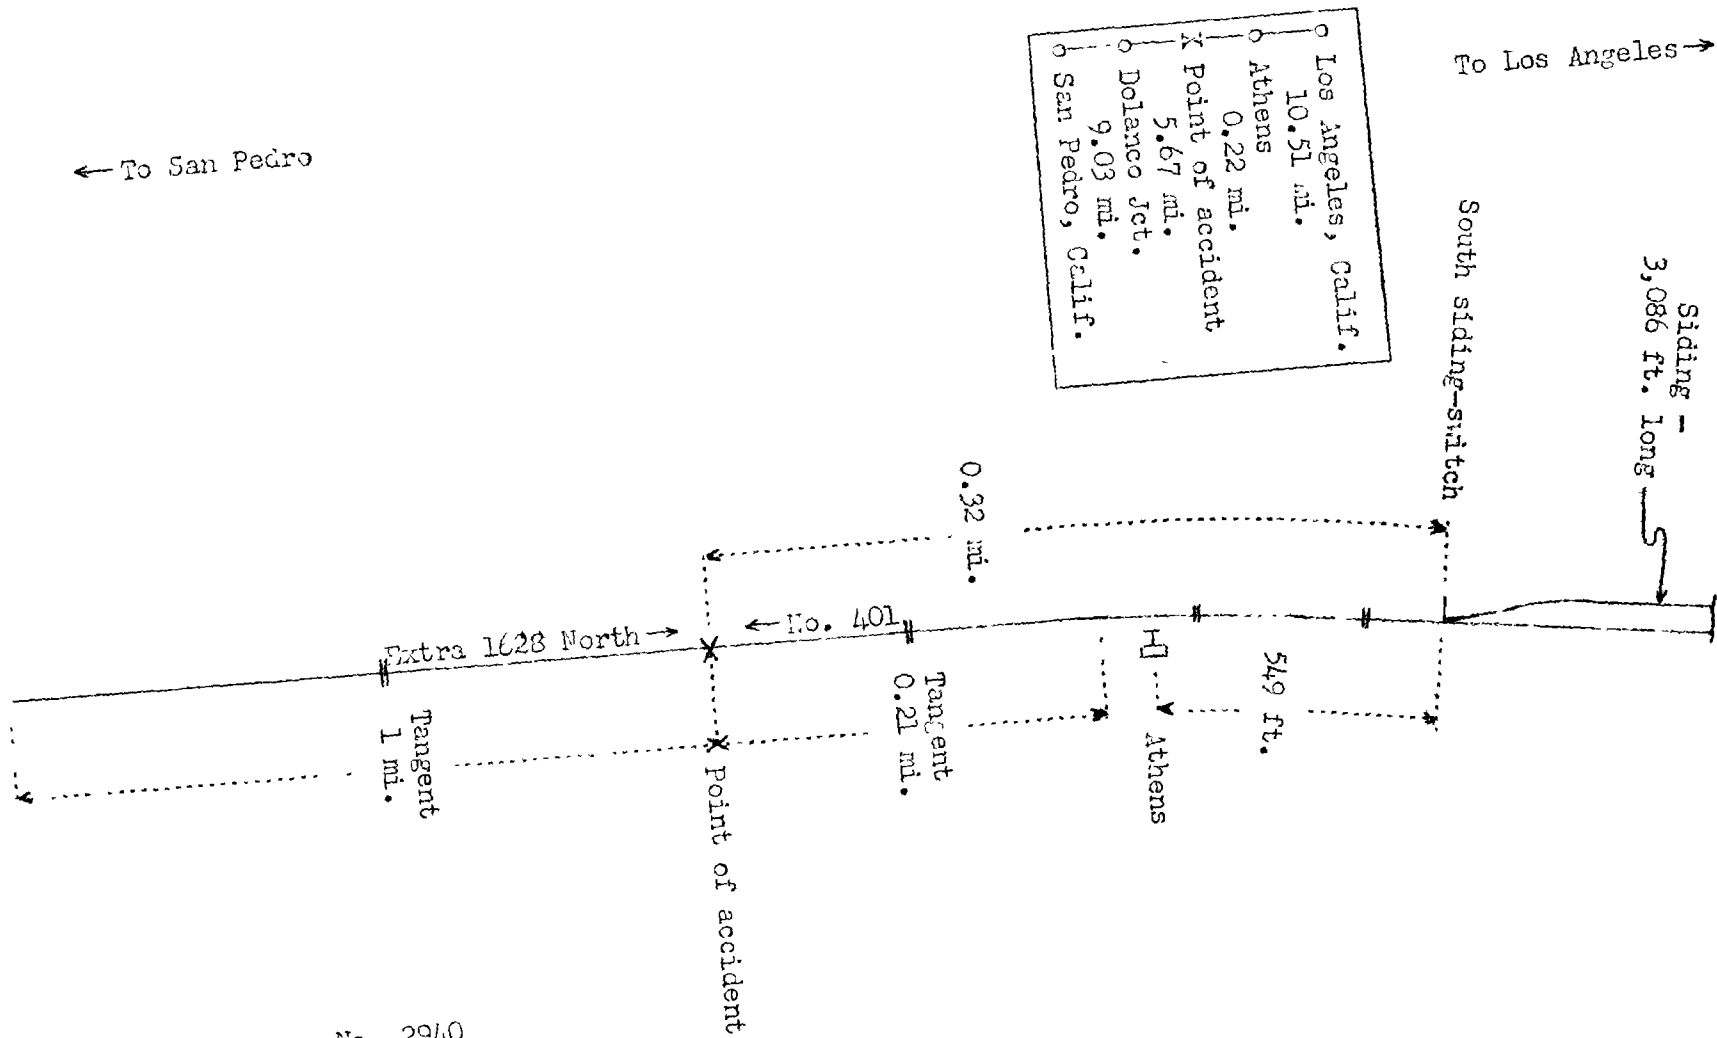 To Los Angeles→
←To San Pedro
Los Angeles, Calif.
10.51 mi.
Athens
0.22 mi.
X Point of accident
5.67 mi.
Dolanco Jct.
9.03 mi.
San Pedro, Calif.
Siding -
3,086 ft. long
South siding-switch
0.32 mi.
Extra 1628 North→
←No. 401
549 ft.
Athens
Tangent
0.21 mi.
Tangent
1 mi.
Point of accident
No. 2940